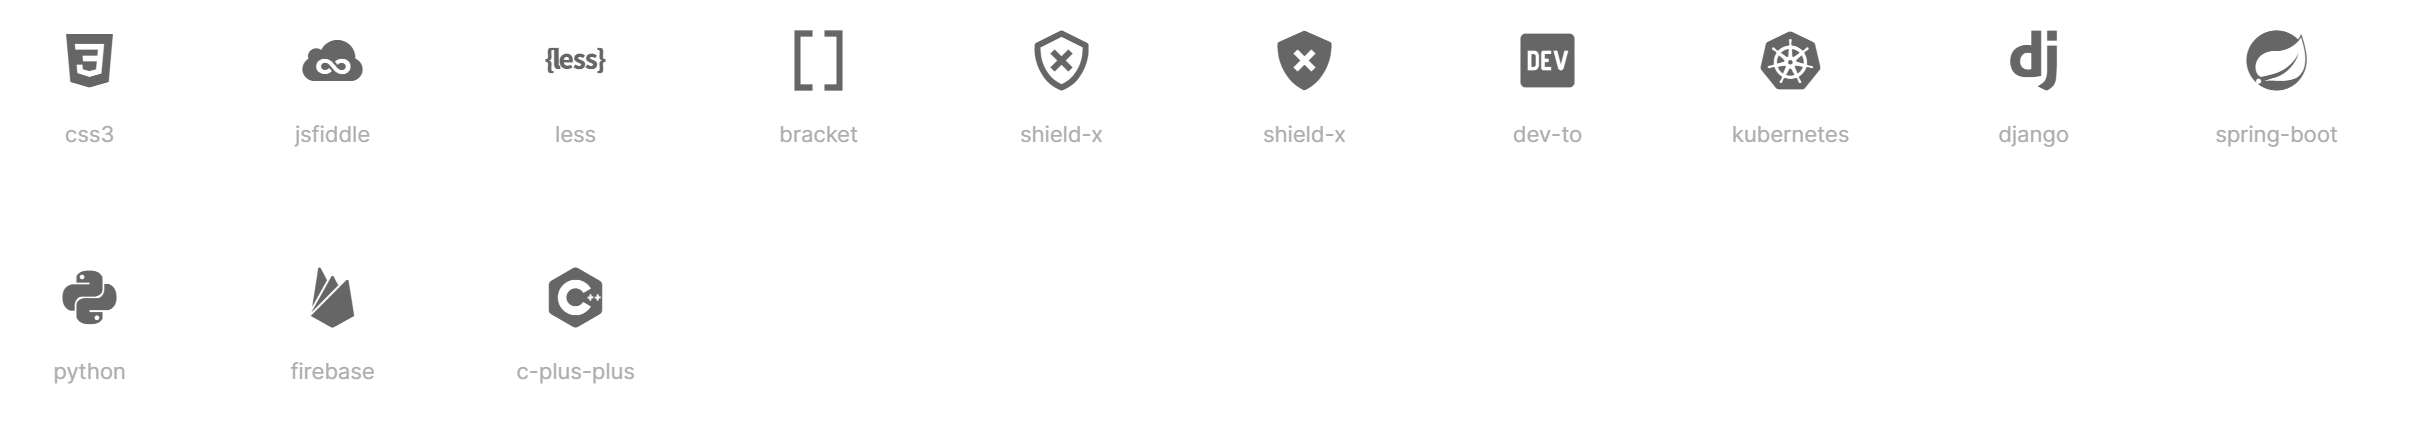 3
{less}
[ ]
DEV
dj
css3 jsfiddle less bracket shield-x shield-x dev-to kubernetes django spring-boot
C++
python firebase c-plus-plus